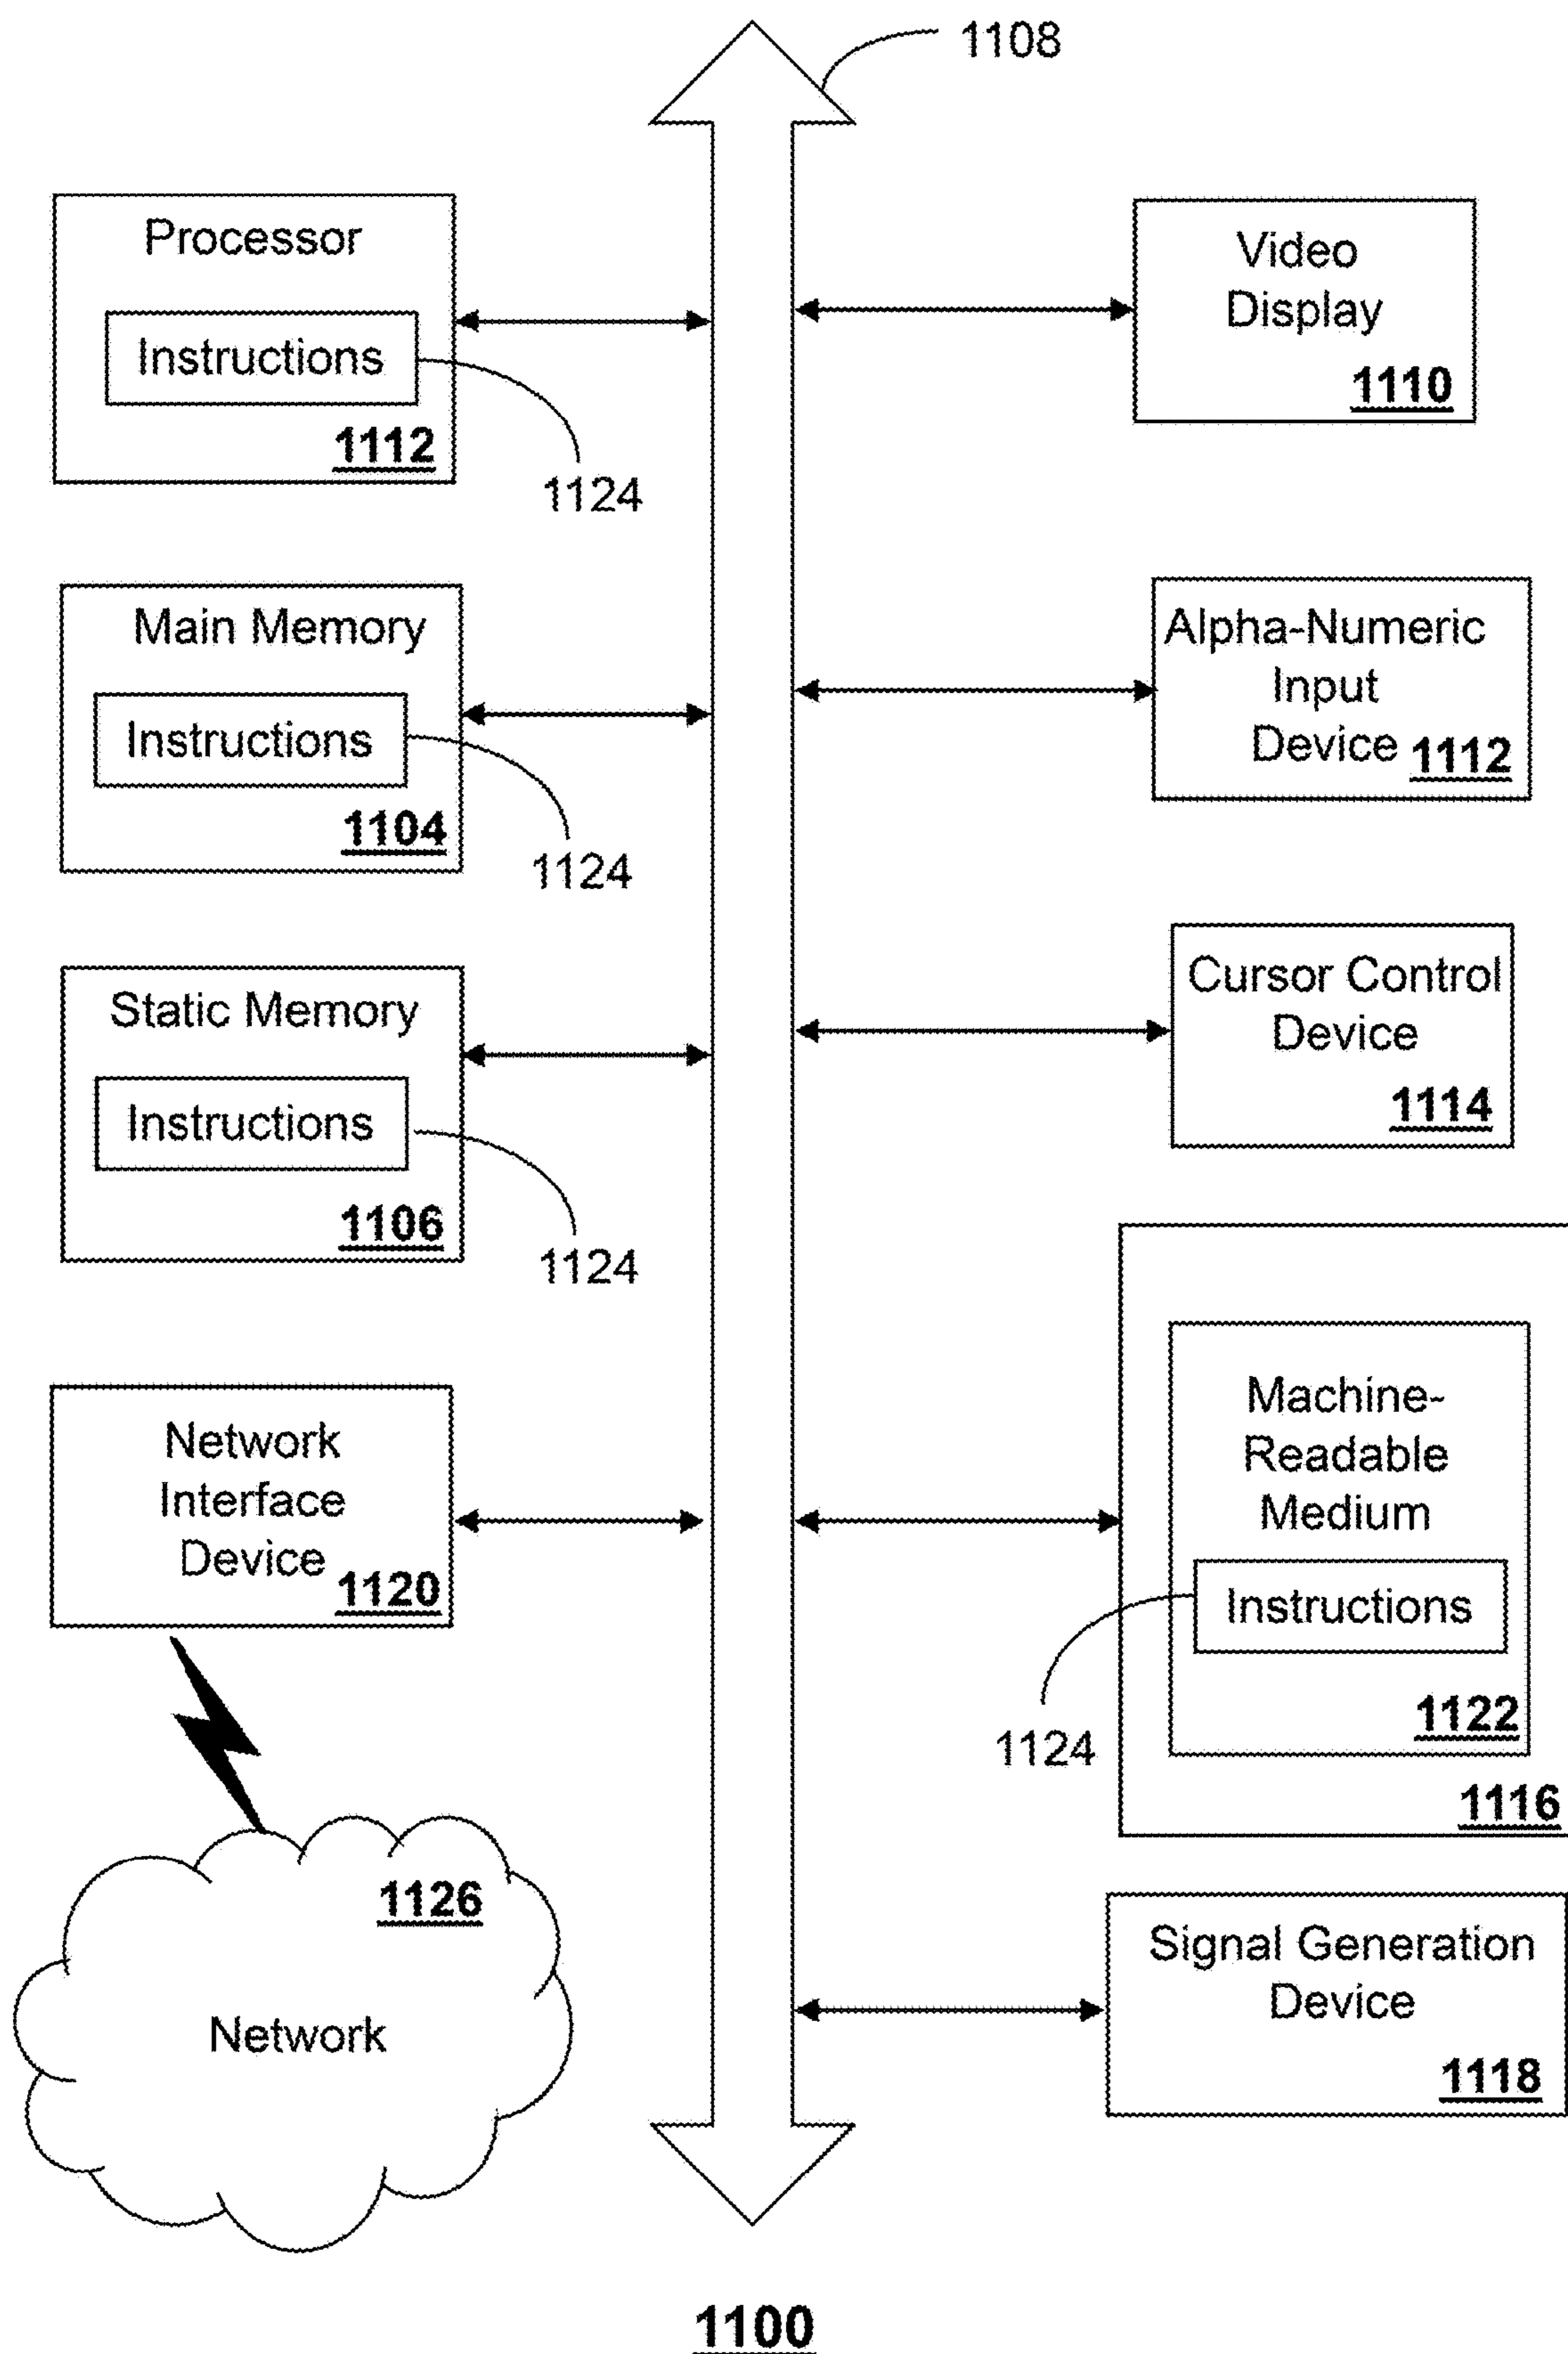 1108
Processor
Instructions
1112
1124
Main Memory
Instructions
1104
1124
Static Memory
Instructions
1106
1124
Network
Interface
Device
1120
1126
Network
Video
Display
1110
Alpha-Numeric
Input
Device 1112
Cursor Control
Device
1114
Machine-
Readable
Medium
Instructions
1124
1122
1116
Signal Generation
Device
1118
1100